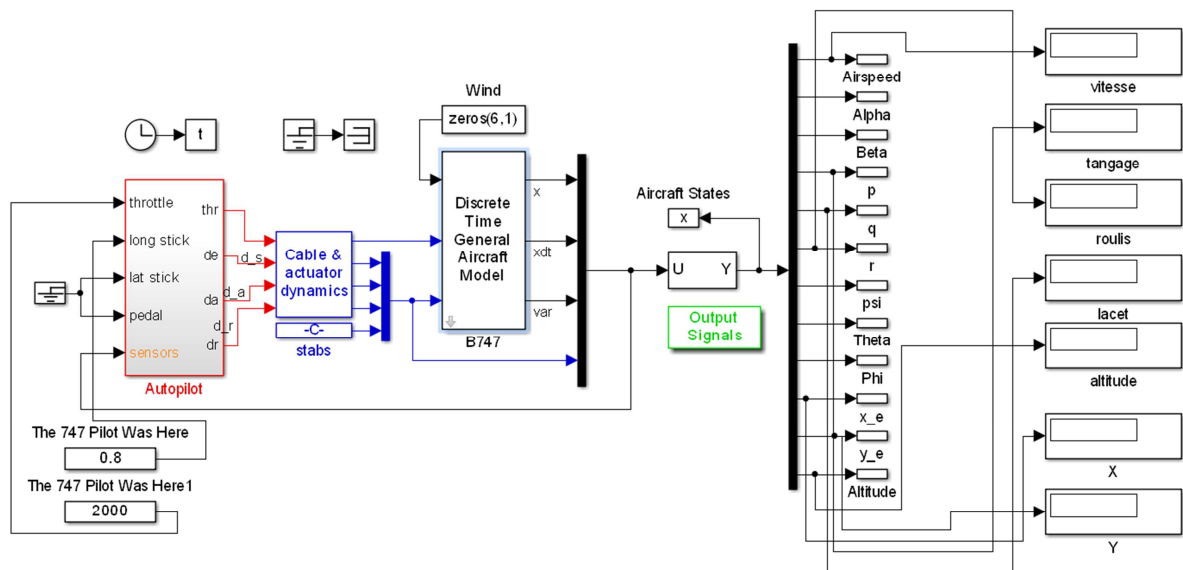 t
Wind
zeros(6,1)
throttle
long stick
lat stick
pedal
sensors
thr
de
da
dr
Autopilot
d_s
d_a
d_r
Cable &
actuator
dynamics
-C-
stabs
Discrete
Time
General
Aircraft
Model
x
xdt
var
B747
The 747 Pilot Was Here
0.8
The 747 Pilot Was Here1
2000
Aircraft States
x
U
Y
Output
Signals
Airspeed
Alpha
Beta
p
q
r
psi
Theta
Phi
x_e
y_e
Altitude
vitesse
tangage
roulis
lacet
altitude
X
Y